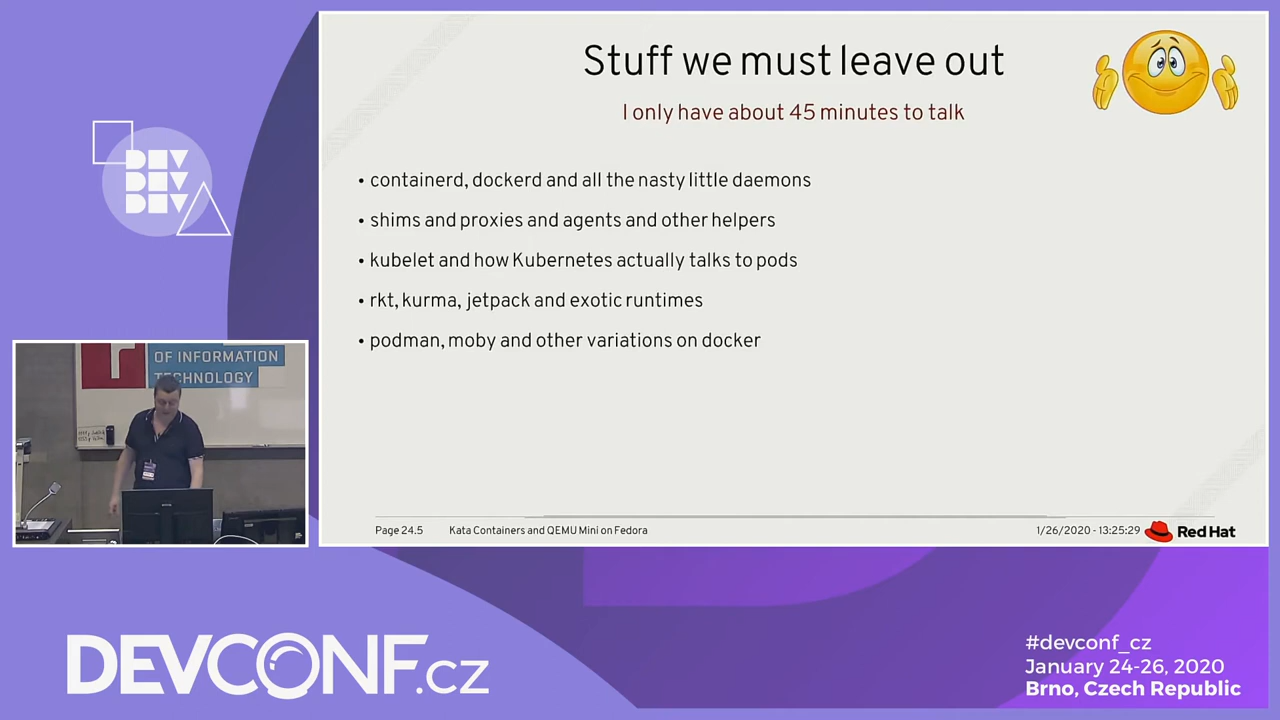 Stuff we must leave out
I only have about 45 minutes to talk
• containerd, dockerd and all the nasty little daemons
• shims and proxies and agents and other helpers
• kubelet and how Kubernetes actually talks to pods
• rkt, kurma, jetpack and exotic runtimes
• podman, moby and other variations on docker
Page 24.5 Kata Containers and QEMU Mini on Fedora 1/26/2020 - 13:25:29 Red Hat
DEV
DEV
DEV
OF INFORMATION
TECHNOLOGY
DEVCONF.cz
#devconf_cz
January 24-26, 2020
Brno, Czech Republic